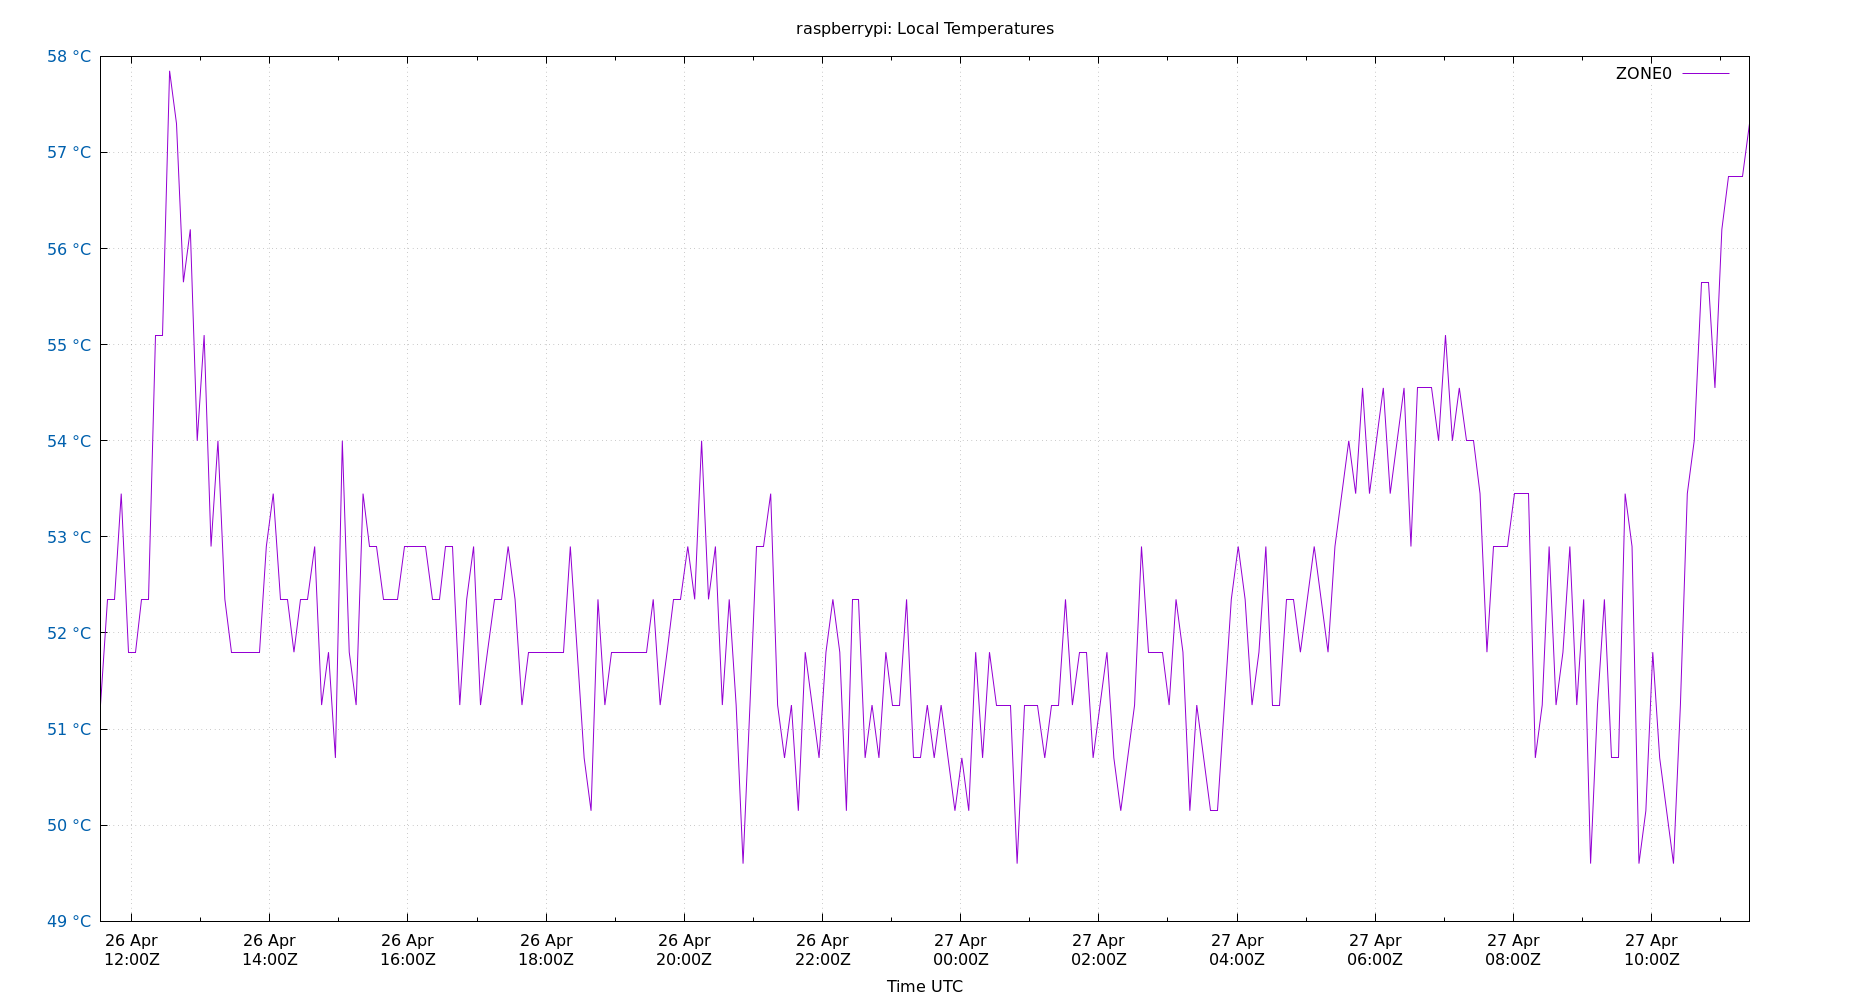 raspberrypi: Local Temperatures
58 °C
ZONE0
57 °C
56 °C
55 °C
54 °C
53 °C
52 °C
51 °C
50 °C
49 °C
26 Apr 26 Apr 26 Apr 26 Apr 26 Apr 26 Apr 27 Apr 27 Apr 27 Apr 27 Apr 27 Apr 27 Apr
12:00Z 14:00Z 16:00Z 18:00Z 20:00Z 22:00Z 00:00Z 02:00Z 04:00Z 06:00Z 08:00Z 10:00Z
Time UTC